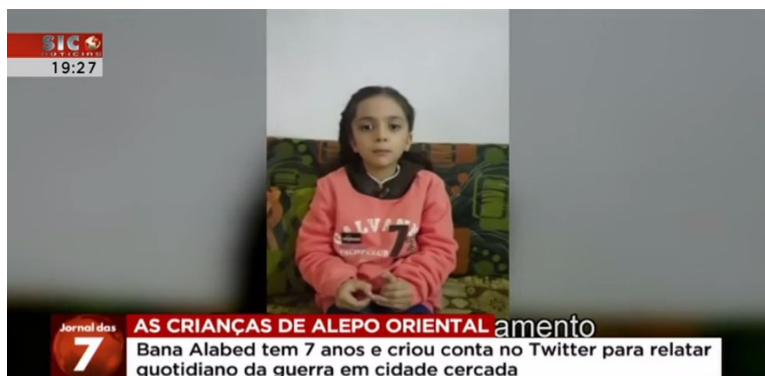 SIC
NOTÍCIAS
19:27
7
Jornal das
7
AS CRIANÇAS DE ALEPO ORIENTAL
amento
Bana Alabed tem 7 anos e criou conta no Twitter para relatar
quotidiano da guerra em cidade cercada